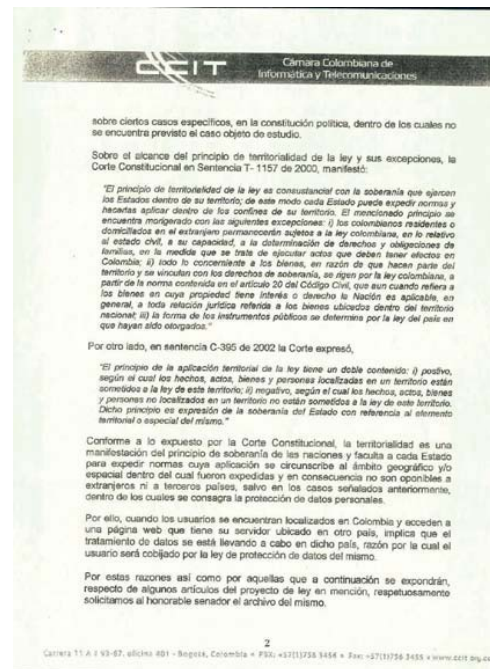 CCIT
Cámara Colombiana de
Informática y Telecomunicaciones
sobre ciertos casos específicos, en la constitución política, dentro de los cuales no
se encuentra previsto el caso objeto de estudio.
Sobre el alcance del principio de territorialidad de la ley y sus excepciones, la
Corte Constitucional en Sentencia T- 1157 de 2000, manifestó:
"El principio de territorialidad de la ley es consustancial con la soberanía que ejercen
los Estados dentro de su territorio; de este modo cada Estado puede expedir normas y
hacerlas aplicar dentro de los confines de su territorio. El mencionado principio se
encuentra morigerado con las siguientes excepciones: i) los colombianos residentes o
domiciliados en el extranjero permanecerán sujetos a la ley colombiana, en lo relativo
al estado civil, a su capacidad, a la determinación de derechos y obligaciones de
familias, en la medida que se trate de ejecutar actos que deban tener efectos en
Colombia; ii) todo lo concerniente a los bienes, en razón de que hacen parte del
territorio y se vinculan con los derechos de soberanía, se rigen por la ley colombiana, a
partir de la norma contenida en el artículo 20 del Código Civil, que aun cuando refiera a
los bienes en cuya propiedad tiene interés o derecho la Nación es aplicable, en
general, a toda relación jurídica referida a los bienes ubicados dentro del territorio
nacional; iii) la forma de los instrumentos públicos se determina por la ley del país en
que hayan sido otorgados."
Por otro lado, en sentencia C-395 de 2002 la Corte expresó,
"El principio de la aplicación territorial de la ley tiene un doble contenido: i) postivo,
según el cual los hechos, actos, bienes y personas localizadas en un territorio están
sometidos a la ley de este territorio; ii) negativo, según el cual los hechos, actos, bienes
y personas no localizados en un territorio no están sometidos a la ley de este territorio.
Dicho principio es expresión de la soberanía del Estado con referencia al elemento
territorial o espacial del mismo."
Conforme a lo expuesto por la Corte Constitucional, la territorialidad es una
manifestación del principio de soberanía de las naciones y faculta a cada Estado
para expedir normas cuya aplicación se circunscribe al ámbito geográfico y/o
espacial dentro del cual fueron expedidas y en consecuencia no son oponibles a
extranjeros ni a terceros países, salvo en los casos señalados anteriormente,
dentro de los cuales se consagra la protección de datos personales.
Por ello, cuando los usuarios se encuentran localizados en Colombia y acceden a
una página web que tiene su servidor ubicado en otro país, implica que el
tratamiento de datos se está llevando a cabo en dicho país, razón por la cual el
usuario será cobijado por la ley de protección de datos del mismo.
Por estas razones así como por aquellas que a continuación se expondrán,
respecto de algunos artículos del proyecto de ley en mención, respetuosamente
solicitamos al honorable senador el archivo del mismo.
2
Carrera 11 A # 93-67, oficina 401 - Bogotá, Colombia • PBX: +57(1)756 3456 • Fax: +57(1)756 3455 • www.ccit.org.co